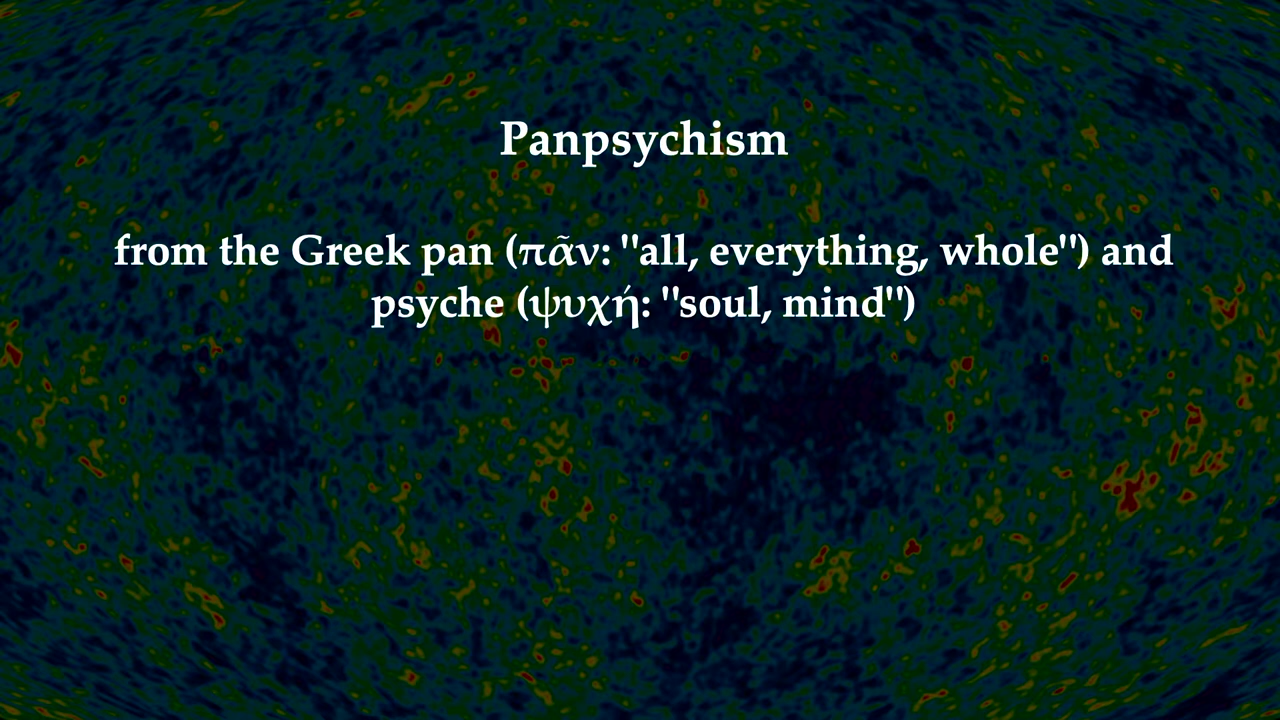 Panpsychism
from the Greek pan (πᾶν: "all, everything, whole") and
psyche (ψυχή: "soul, mind")